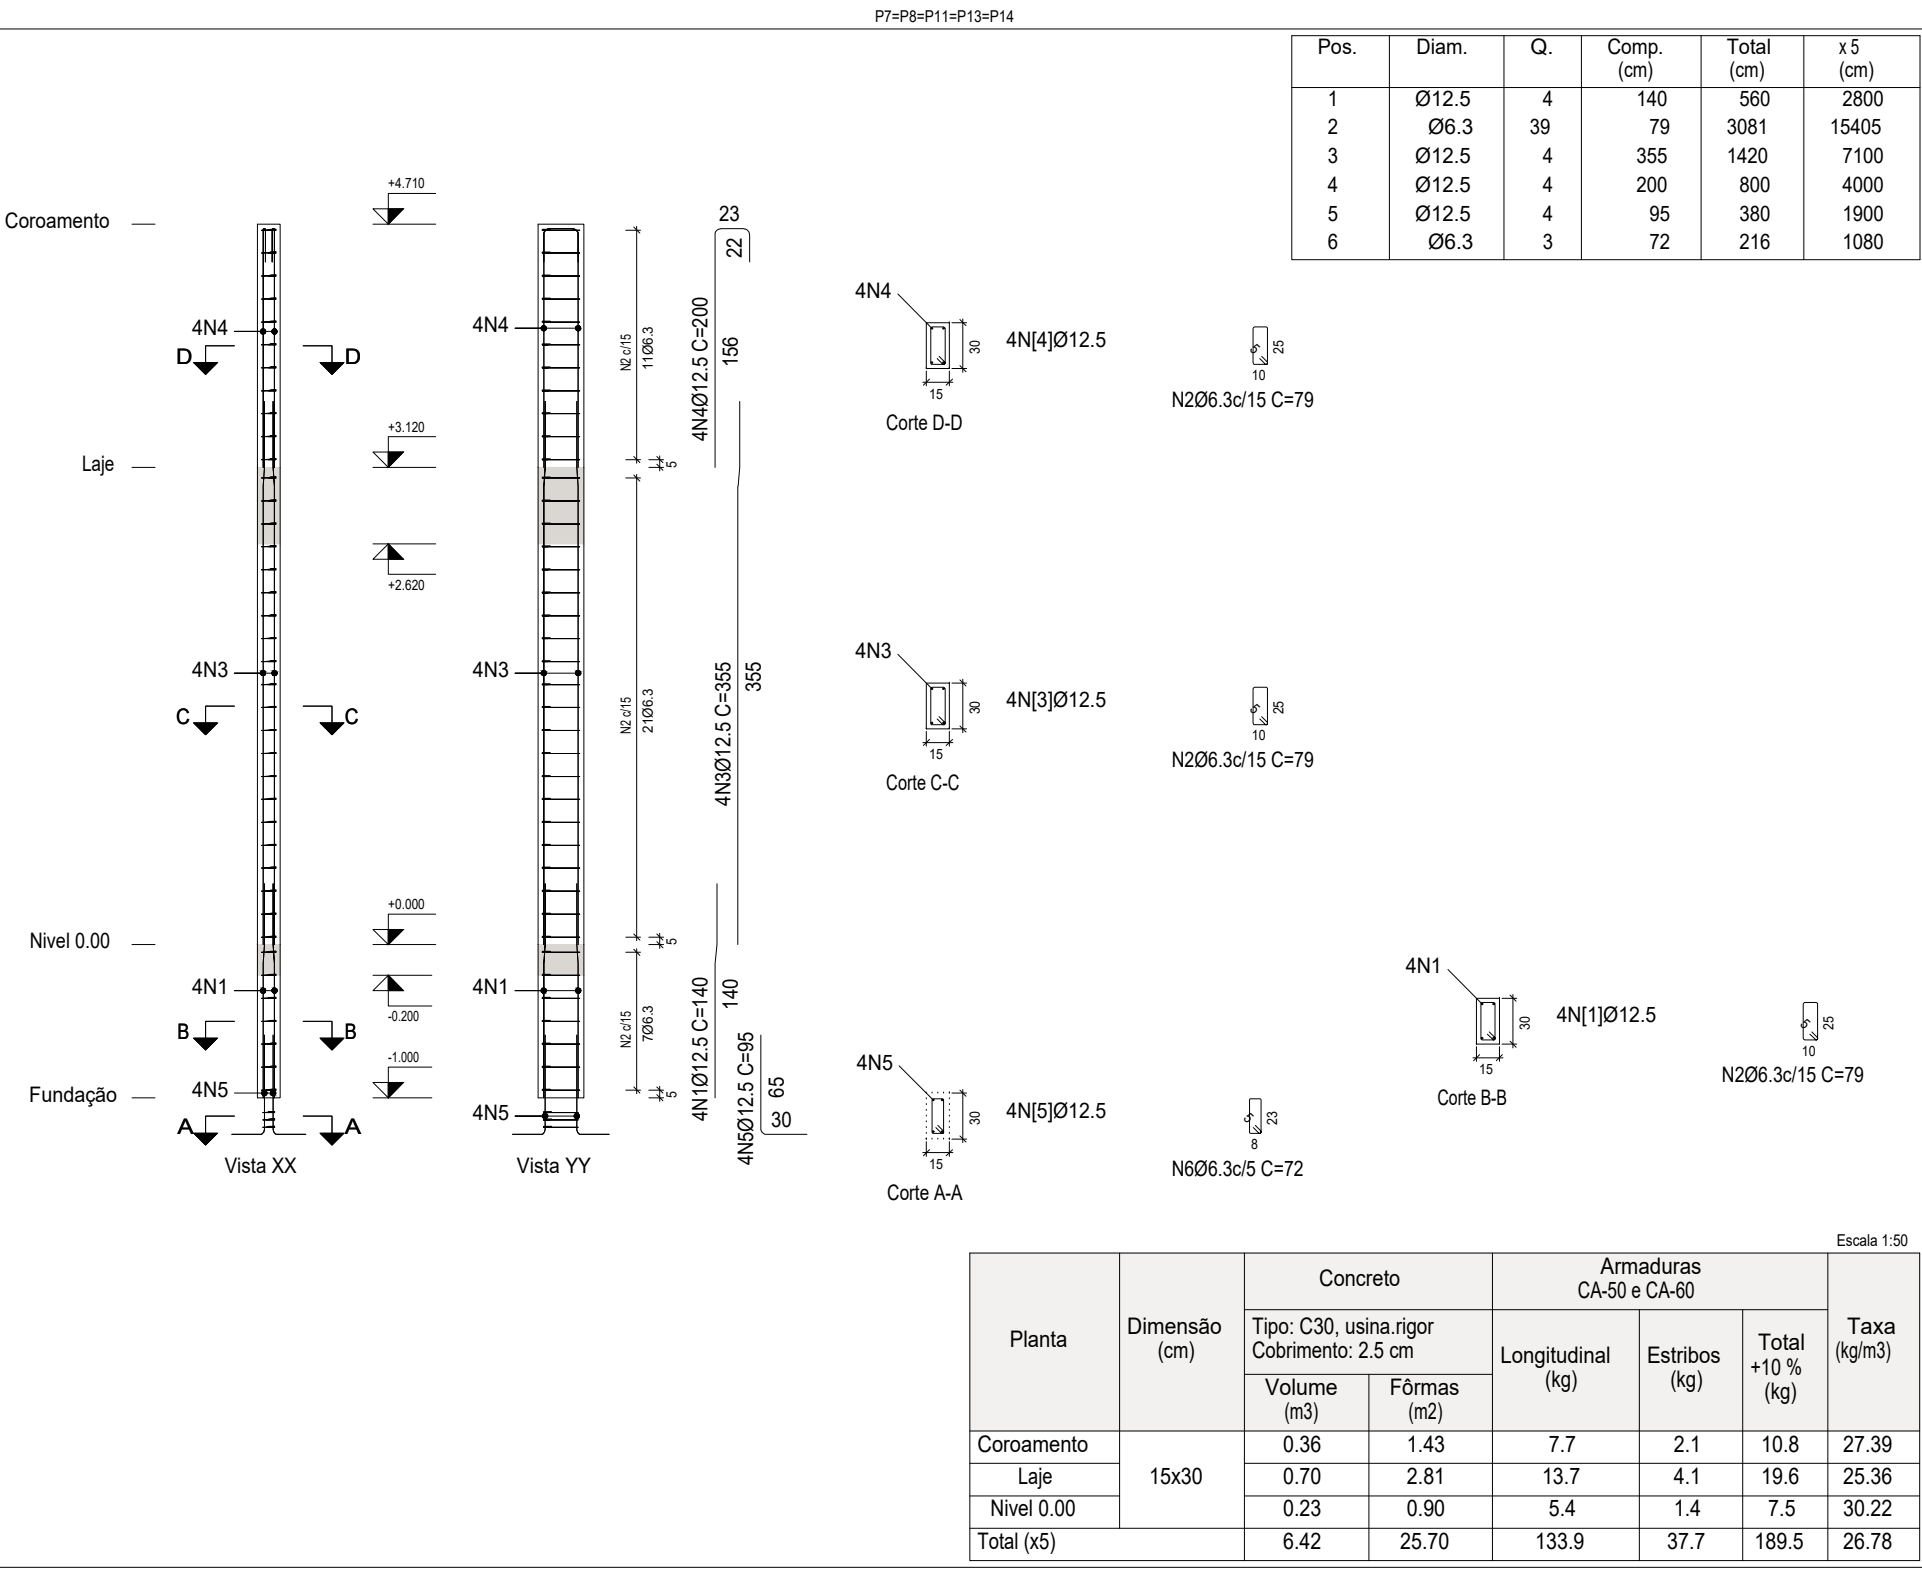 P7=P8=P11=P13=P14
Pos. Diam. Q. Comp. (cm) Total (cm) x 5 (cm)
1 Ø12.5 4 140 560 2800
2 Ø6.3 39 79 3081 15405
3 Ø12.5 4 355 1420 7100
4 Ø12.5 4 200 800 4000
5 Ø12.5 4 95 380 1900
6 Ø6.3 3 72 216 1080
Coroamento
+4.710
4N4
D D
+3.120
Laje
+2.620
4N3
C C
+0.000
Nivel 0.00
4N1
-0.200
B B
-1.000
Fundação
4N5
A A
Vista XX
4N4
4N3
4N1
4N5
Vista YY
N2 c/15
11Ø6.3
5
N2 c/15
21Ø6.3
5
N2 c/15
7Ø6.3
5
23
22
4N4Ø12.5 C=200
156
4N3Ø12.5 C=355
355
4N1Ø12.5 C=140
140
4N5Ø12.5 C=95
65
30
4N4
30
15
4N[4]Ø12.5
Corte D-D
5
25
10
N2Ø6.3c/15 C=79
4N3
30
15
4N[3]Ø12.5
Corte C-C
5
25
10
N2Ø6.3c/15 C=79
4N1
30
15
4N[1]Ø12.5
Corte B-B
5
25
10
N2Ø6.3c/15 C=79
4N5
30
15
4N[5]Ø12.5
Corte A-A
5
23
8
N6Ø6.3c/5 C=72
Escala 1:50
Planta
Dimensão
(cm)
Concreto
Tipo: C30, usina.rigor
Cobrimento: 2.5 cm
Volume
(m3)
Fôrmas
(m2)
Armaduras
CA-50 e CA-60
Longitudinal
(kg)
Estribos
(kg)
Total
+10 %
(kg)
Taxa
(kg/m3)
Coroamento 0.36 1.43 7.7 2.1 10.8 27.39
Laje 15x30 0.70 2.81 13.7 4.1 19.6 25.36
Nivel 0.00 0.23 0.90 5.4 1.4 7.5 30.22
Total (x5) 6.42 25.70 133.9 37.7 189.5 26.78